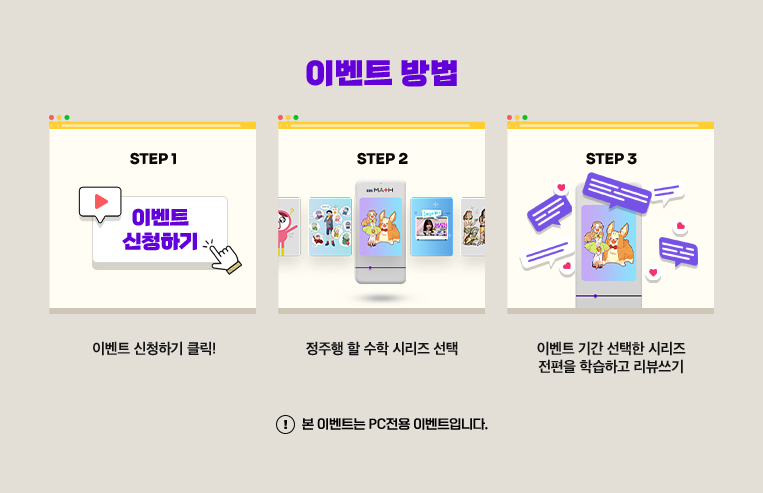 이벤트 방법
STEP 1
이벤트
신청하기
이벤트 신청하기 클릭!
STEP 2
EBS MATH
정주행 할 수학 시리즈 선택
STEP 3
이벤트 기간 선택한 시리즈
전편을 학습하고 리뷰쓰기
! 본 이벤트는 PC전용 이벤트입니다.